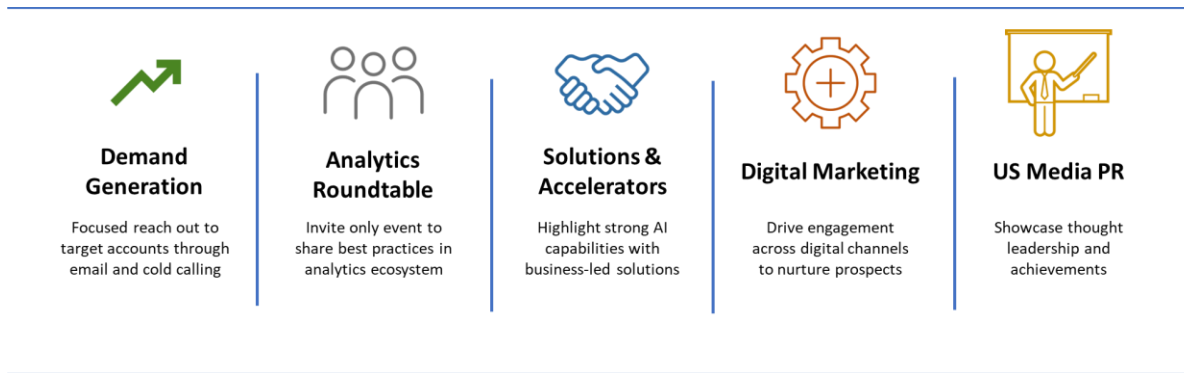 Demand
Generation
Focused reach out to
target accounts through
email and cold calling
Analytics
Roundtable
Invite only event to
share best practices in
analytics ecosystem
Solutions &
Accelerators
Highlight strong AI
capabilities with
business-led solutions
Digital Marketing
Drive engagement
across digital channels
to nurture prospects
US Media PR
Showcase thought
leadership and
achievements